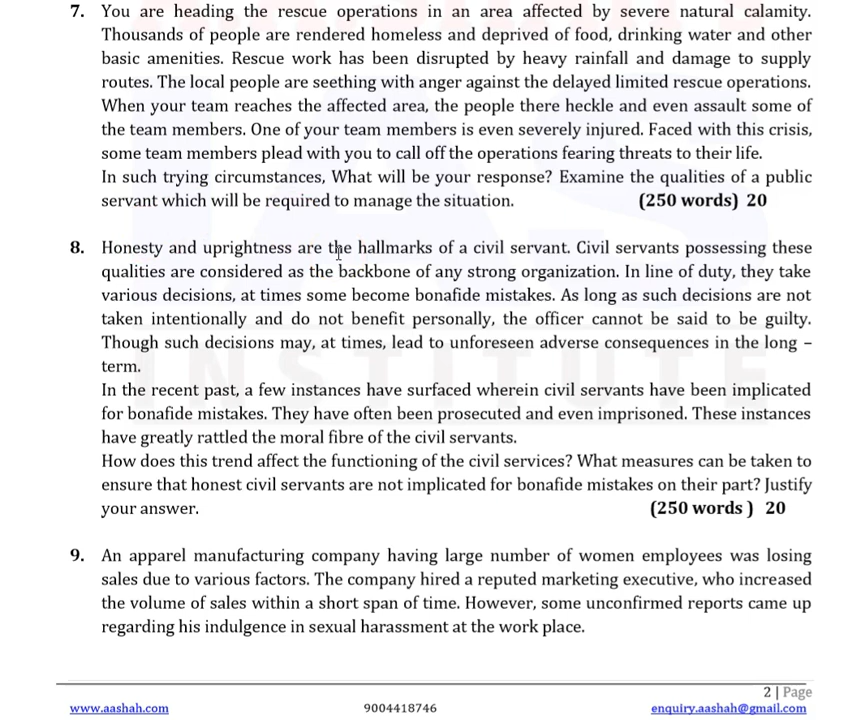 7. You are heading the rescue operations in an area affected by severe natural calamity.
Thousands of people are rendered homeless and deprived of food, drinking water and other
basic amenities. Rescue work has been disrupted by heavy rainfall and damage to supply
routes. The local people are seething with anger against the delayed limited rescue operations.
When your team reaches the affected area, the people there heckle and even assault some of
the team members. One of your team members is even severely injured. Faced with this crisis,
some team members plead with you to call off the operations fearing threats to their life.
In such trying circumstances, What will be your response? Examine the qualities of a public
servant which will be required to manage the situation. (250 words) 20
8. Honesty and uprightness are the hallmarks of a civil servant. Civil servants possessing these
qualities are considered as the backbone of any strong organization. In line of duty, they take
various decisions, at times some become bonafide mistakes. As long as such decisions are not
taken intentionally and do not benefit personally, the officer cannot be said to be guilty.
Though such decisions may, at times, lead to unforeseen adverse consequences in the long –
term.
In the recent past, a few instances have surfaced wherein civil servants have been implicated
for bonafide mistakes. They have often been prosecuted and even imprisoned. These instances
have greatly rattled the moral fibre of the civil servants.
How does this trend affect the functioning of the civil services? What measures can be taken to
ensure that honest civil servants are not implicated for bonafide mistakes on their part? Justify
your answer. (250 words ) 20
9. An apparel manufacturing company having large number of women employees was losing
sales due to various factors. The company hired a reputed marketing executive, who increased
the volume of sales within a short span of time. However, some unconfirmed reports came up
regarding his indulgence in sexual harassment at the work place.
2 | Page
www.aashah.com 9004418746 enquiry.aashah@gmail.com
IAS
INSTITUTE